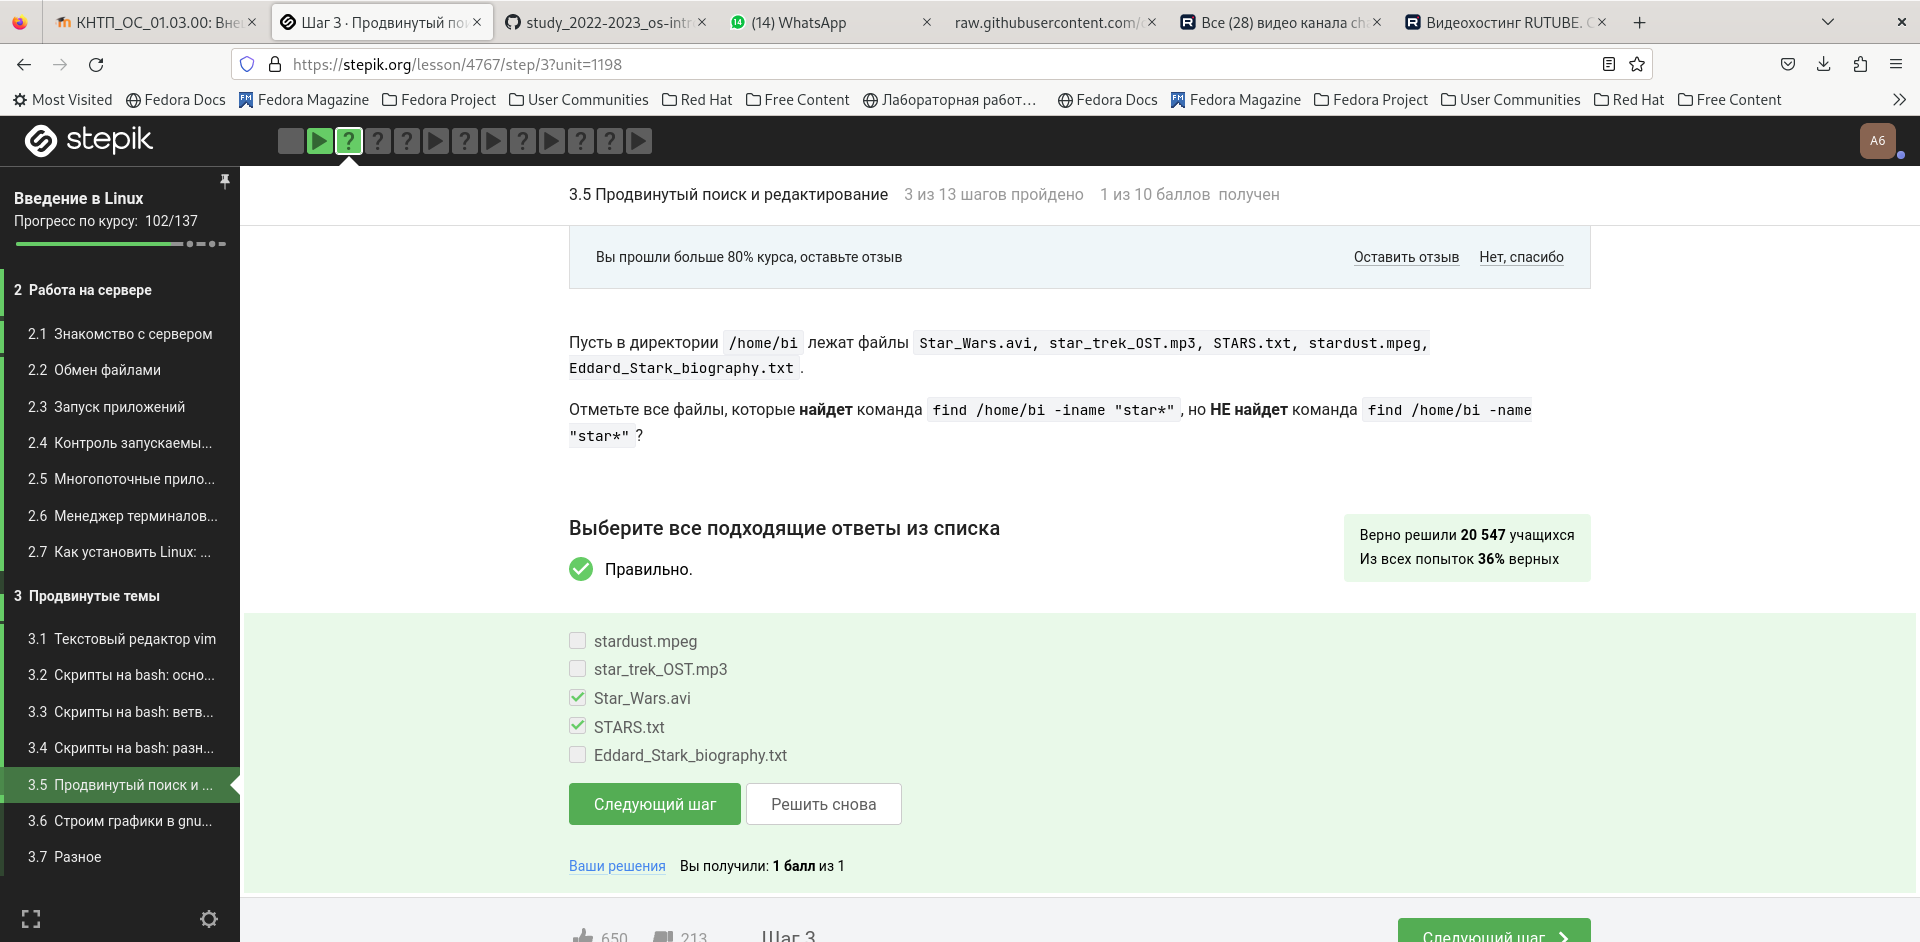 КНТП_ОС_01.03.00: Вне
Шаг 3 · Продвинутый по
study_2022-2023_os-intr
14 (14) WhatsApp
raw.githubusercontent.com/
Все (28) видео канала ch
Видеохостинг RUTUBE. С
https://stepik.org/lesson/4767/step/3?unit=1198
Most Visited Fedora Docs Fedora Magazine Fedora Project User Communities Red Hat Free Content Лабораторная работ... Fedora Docs Fedora Magazine Fedora Project User Communities Red Hat Free Content
stepik
A6
Введение в Linux
Прогресс по курсу: 102/137
2 Работа на сервере
2.1 Знакомство с сервером
2.2 Обмен файлами
2.3 Запуск приложений
2.4 Контроль запускаемы...
2.5 Многопоточные прило...
2.6 Менеджер терминалов...
2.7 Как установить Linux: ...
3 Продвинутые темы
3.1 Текстовый редактор vim
3.2 Скрипты на bash: осно...
3.3 Скрипты на bash: ветв...
3.4 Скрипты на bash: разн...
3.5 Продвинутый поиск и ...
3.6 Строим графики в gnu...
3.7 Разное
3.5 Продвинутый поиск и редактирование 3 из 13 шагов пройдено 1 из 10 баллов получен
Вы прошли больше 80% курса, оставьте отзыв Оставить отзыв Нет, спасибо
Пусть в директории /home/bi лежат файлы Star_Wars.avi, star_trek_OST.mp3, STARS.txt, stardust.mpeg,
Eddard_Stark_biography.txt.
Отметьте все файлы, которые найдет команда find /home/bi -iname "star*", но НЕ найдет команда find /home/bi -name
"star*"?
Выберите все подходящие ответы из списка
Правильно.
Верно решили 20 547 учащихся
Из всех попыток 36% верных
stardust.mpeg
star_trek_OST.mp3
Star_Wars.avi
STARS.txt
Eddard_Stark_biography.txt
Следующий шаг Решить снова
Ваши решения Вы получили: 1 балл из 1
650 213 Шаг 3 Следующий шаг